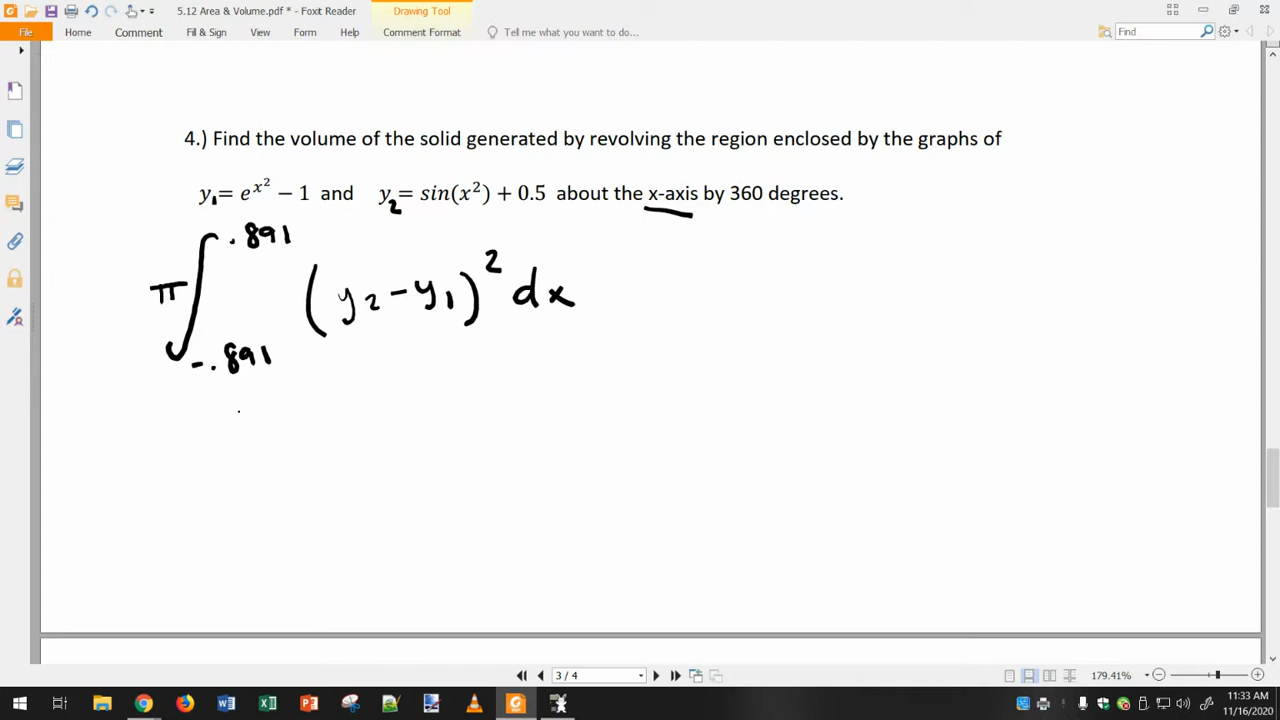 5.12 Area & Volume.pdf * - Foxit Reader
Drawing Tool
File Home Comment Fill & Sign View Form Help Comment Format Tell me what you want to do... Find
4.) Find the volume of the solid generated by revolving the region enclosed by the graphs of
y₁= e^{x²} − 1 and y₂= sin(x²) + 0.5 about the x-axis by 360 degrees.
.891
π∫ (y₂ - y₁)² dx
-.891
3 / 4 179.41%
11:33 AM
11/16/2020